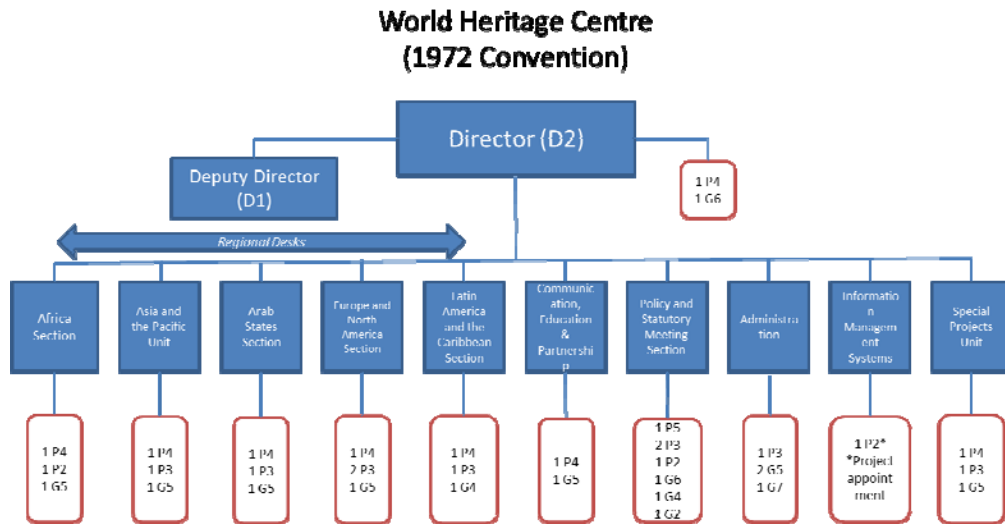 World Heritage Centre
(1972 Convention)
Director (D2)
Deputy Director
(D1)
1 P4
1 G6
Regional Desks
Africa
Section
Asia and
the Pacific
Unit
Arab
States
Section
Europe and
North
America
Section
Latin
America
and the
Caribbean
Section
Communic
ation,
Education
&
Partnershi
p
Policy and
Statutory
Meeting
Section
Administra
tion
Informatio
n
Managem
ent
Systems
Special
Projects
Unit
1 P4
1 P2
1 G5
1 P4
1 P3
1 G5
1 P4
1 P3
1 G5
1 P4
2 P3
1 G5
1 P4
1 P3
1 G4
1 P4
1 G5
1 P5
2 P3
1 P2
1 G6
1 G4
1 G2
1 P3
2 G5
1 G7
1 P2*
*Project
appoint
ment
1 P4
1 P3
1 G5